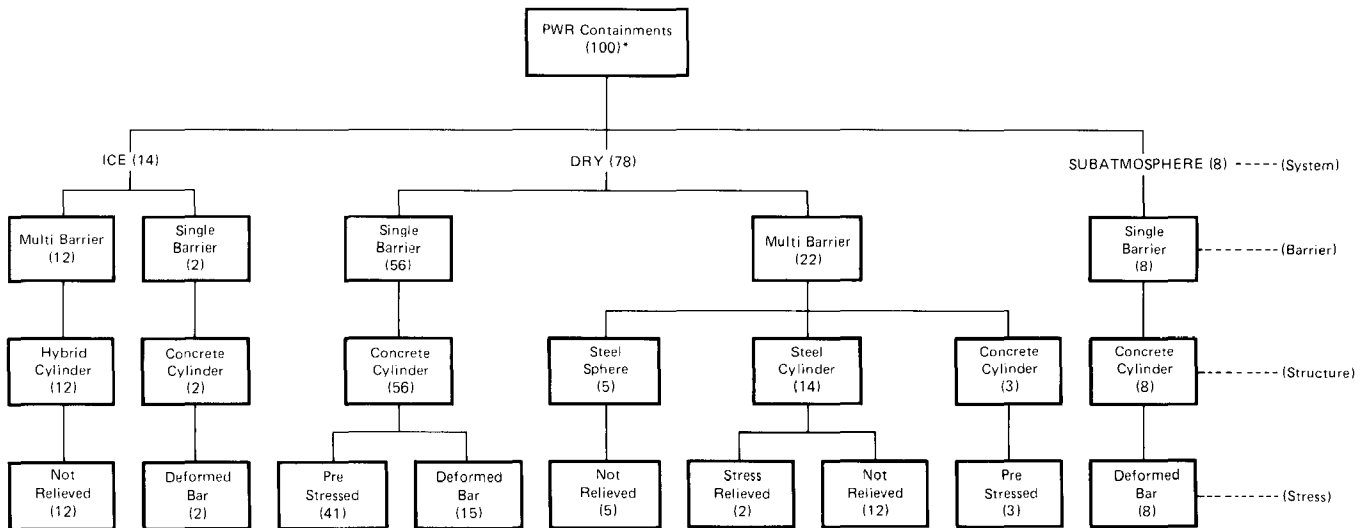 PWR Containments
(100)*
ICE (14)
DRY (78)
SUBATMOSPHERE (8) ------ (System)
Multi Barrier
(12)
Single
Barrier
(2)
Single
Barrier
(56)
Multi Barrier
(22)
Single
Barrier
(8)
(Barrier)
Hybrid
Cylinder
(12)
Concrete
Cylinder
(2)
Concrete
Cylinder
(56)
Steel
Sphere
(5)
Steel
Cylinder
(14)
Concrete
Cylinder
(3)
Concrete
Cylinder
(8)
(Structure)
Not
Relieved
(12)
Deformed
Bar
(2)
Pre
Stressed
(41)
Deformed
Bar
(15)
Not
Relieved
(5)
Stress
Relieved
(2)
Not
Relieved
(12)
Pre
Stressed
(3)
Deformed
Bar
(8)
(Stress)